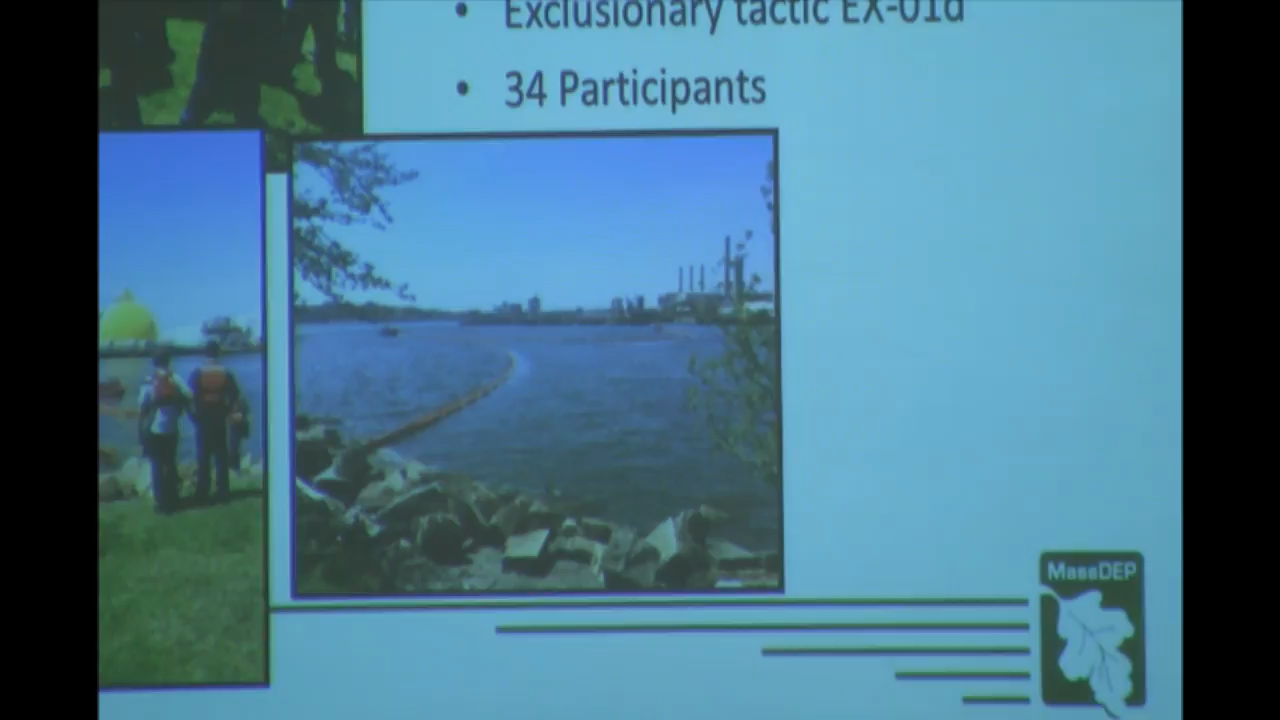 • Exclusionary tactic EX-01d
• 34 Participants
MassDEP